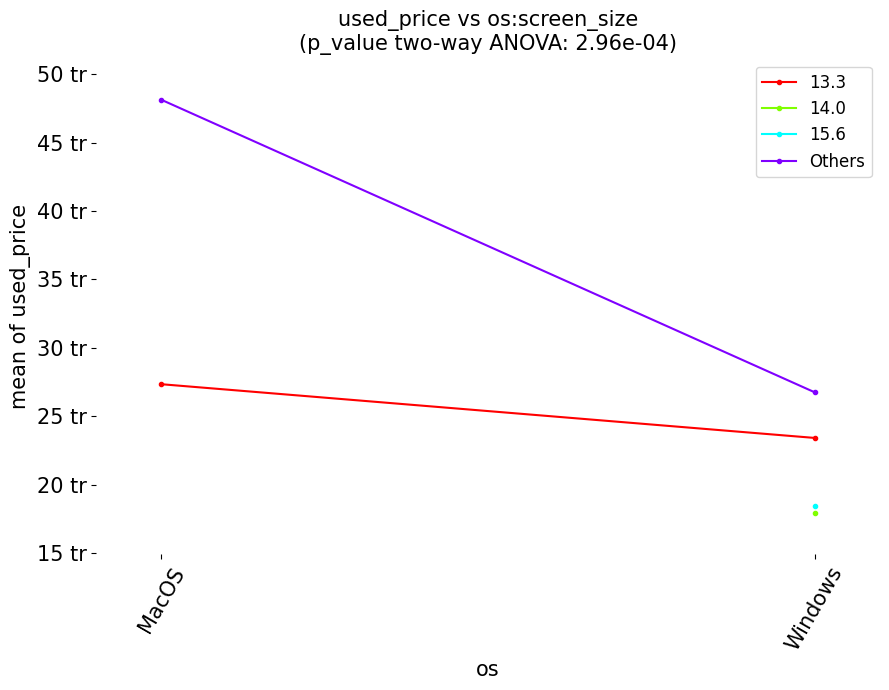 used_price vs os:screen_size
(p_value two-way ANOVA: 2.96e-04)
50 tr
45 tr
40 tr
35 tr
30 tr
25 tr
20 tr
15 tr
mean of used_price
13.3
14.0
15.6
Others
MacOS
Windows
os